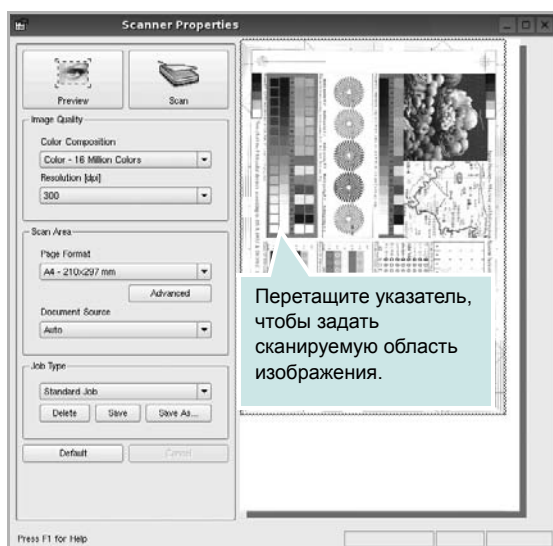 Scanner Properties
Preview
Scan
Image Quality
Color Composition
Color - 16 Million Colors
Resolution [dpi]
300
Scan Area
Page Format
A4 - 210x297 mm
Advanced
Document Source
Auto
Job Type
Standard Job
Delete
Save
Save As...
Default
Cancel
Перетащите указатель,
чтобы задать
сканируемую область
изображения.
Press F1 for Help